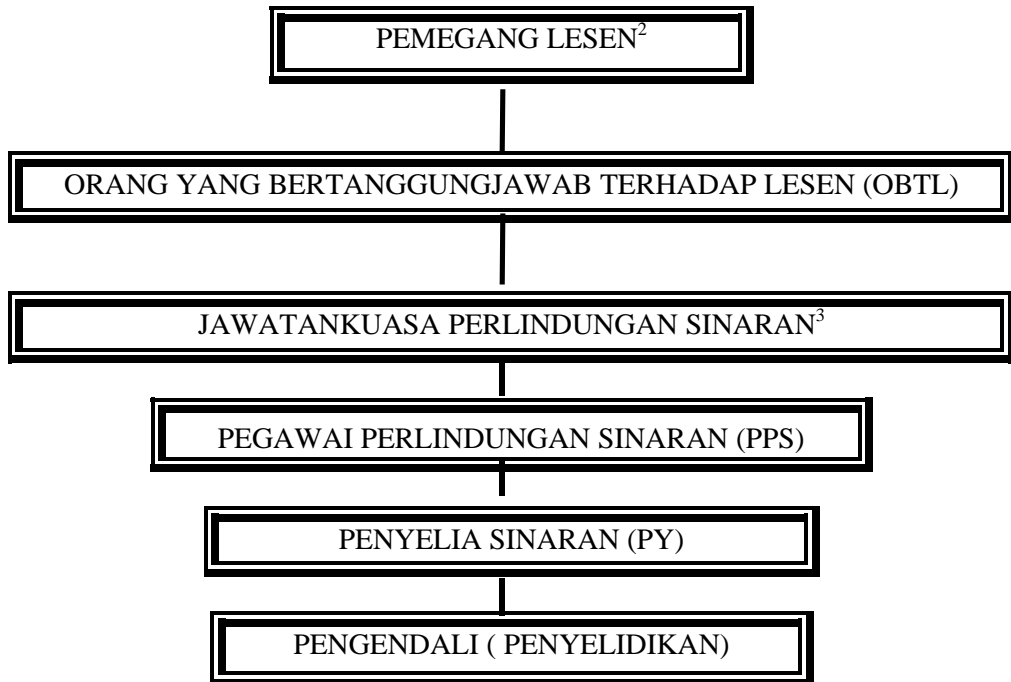 PEMEGANG LESEN²
ORANG YANG BERTANGGUNGJAWAB TERHADAP LESEN (OBTL)
JAWATANKUASA PERLINDUNGAN SINARAN³
PEGAWAI PERLINDUNGAN SINARAN (PPS)
PENYELIA SINARAN (PY)
PENGENDALI ( PENYELIDIKAN)